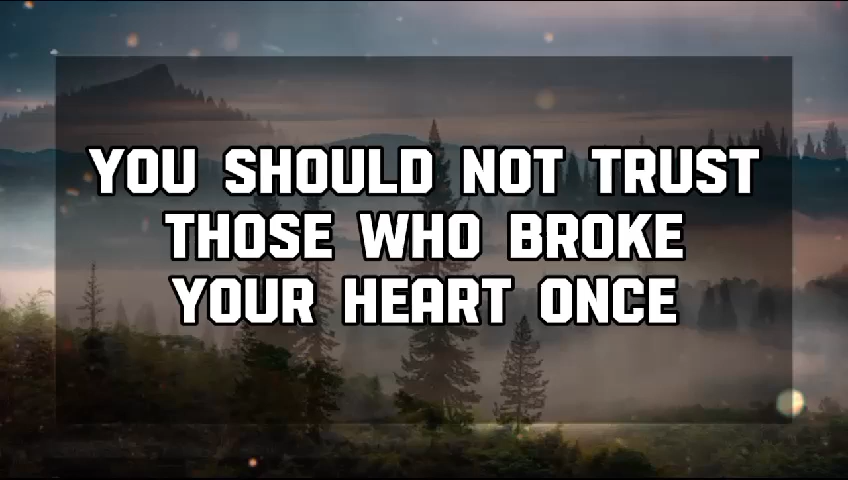 YOU SHOULD NOT TRUST
THOSE WHO BROKE
YOUR HEART ONCE